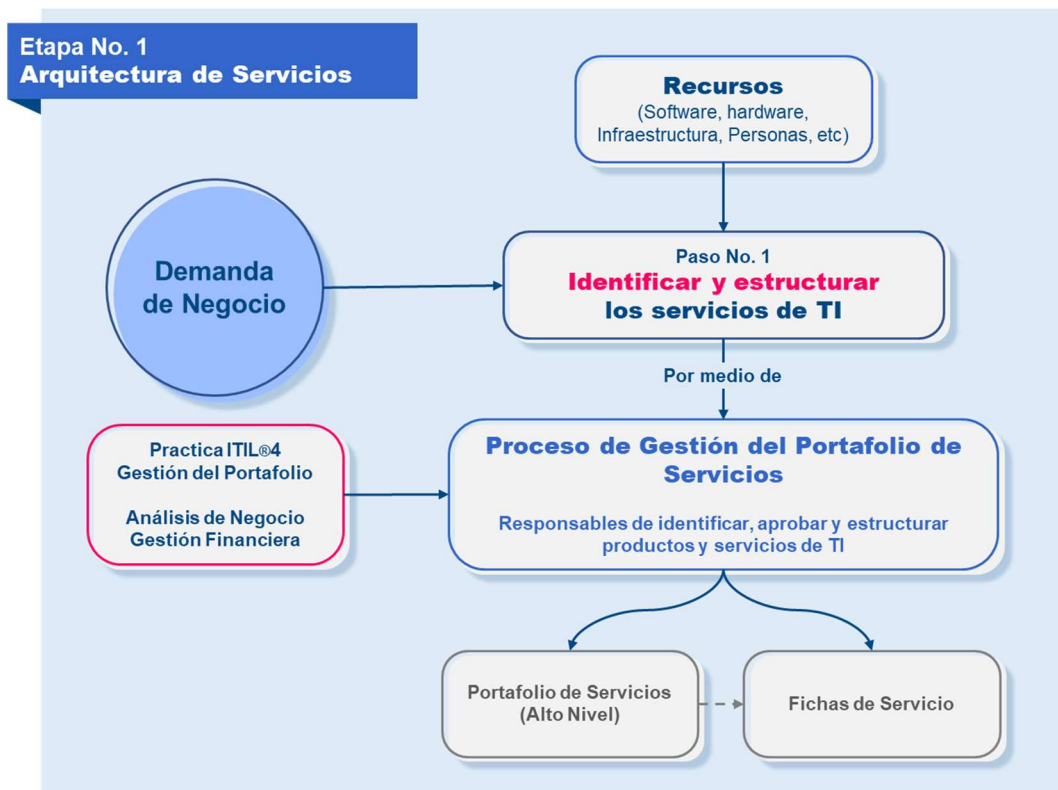 Etapa No. 1
Arquitectura de Servicios
Recursos
(Software, hardware,
Infraestructura, Personas, etc)
Demanda
de Negocio
Paso No. 1
Identificar y estructurar
los servicios de TI
Por medio de
Practica ITIL®4
Gestión del Portafolio
Análisis de Negocio
Gestión Financiera
Proceso de Gestión del Portafolio de
Servicios
Responsables de identificar, aprobar y estructurar
productos y servicios de TI
Portafolio de Servicios
(Alto Nivel)
Fichas de Servicio